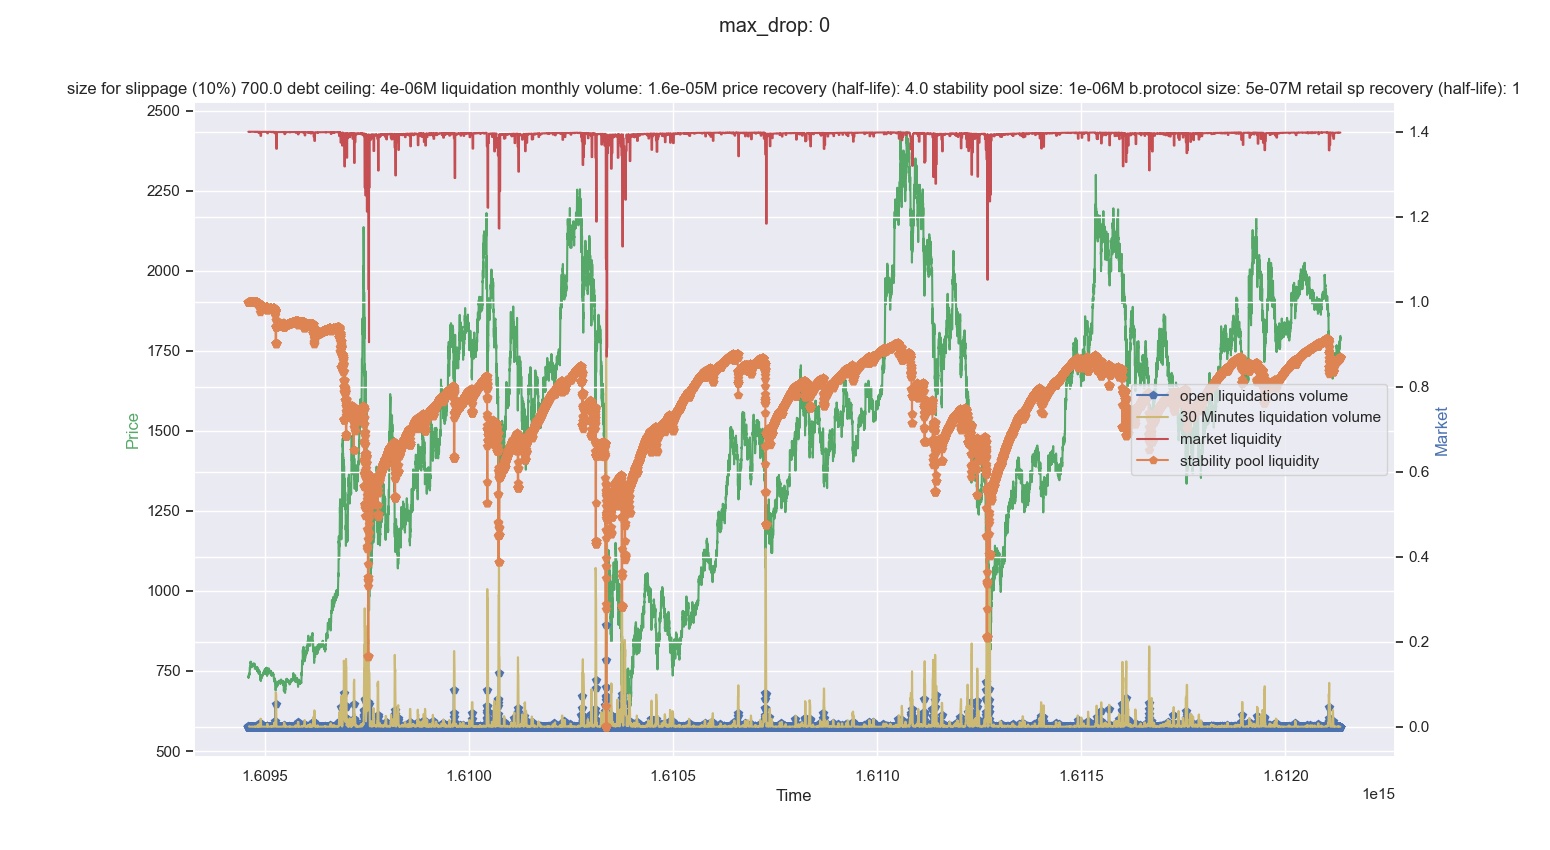 max_drop: 0
size for slippage (10%) 700.0 debt ceiling: 4e-06M liquidation monthly volume: 1.6e-05M price recovery (half-life): 4.0 stability pool size: 1e-06M b.protocol size: 5e-07M retail sp recovery (half-life): 1
2500
2250
2000
1750
1500
1250
1000
750
500
Price
1.4
1.2
1.0
0.8
0.6
0.4
0.2
0.0
Market
open liquidations volume
30 Minutes liquidation volume
market liquidity
stability pool liquidity
1.6095
1.6100
1.6105
1.6110
1.6115
1.6120
Time
1e15